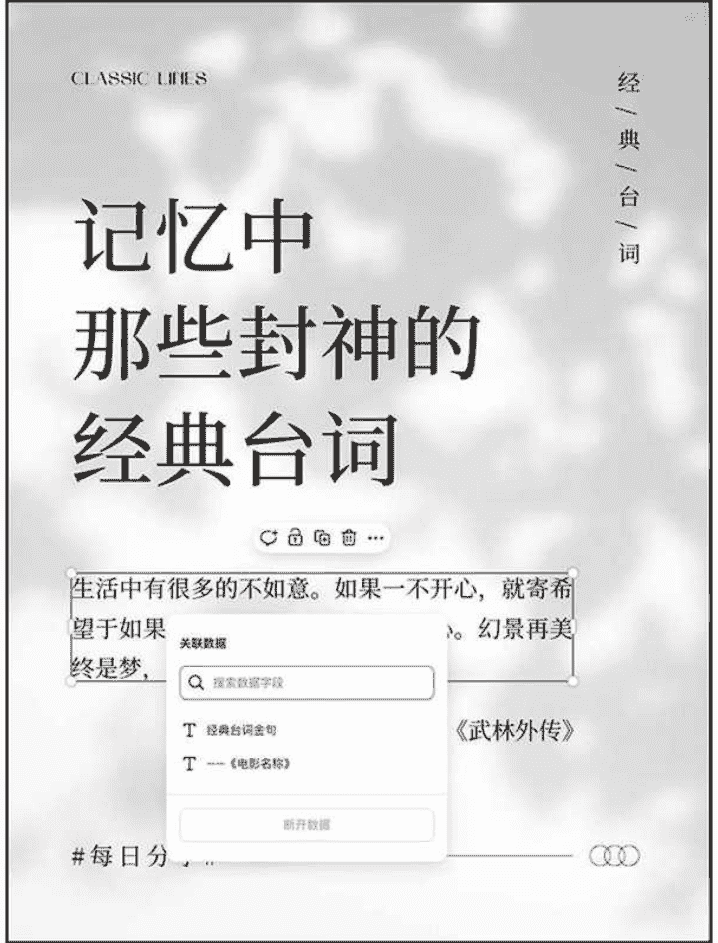 CLASSIC LINES
经/典/台/词
记忆中
那些封神的
经典台词
生活中有很多的不如意。如果一不开心，就寄希
望于如果
。幻景再美
终是梦，
关联数据
搜索数据字段
T 经典台词金句
T ——《电影名称》
《武林外传》
断开数据
#每日分